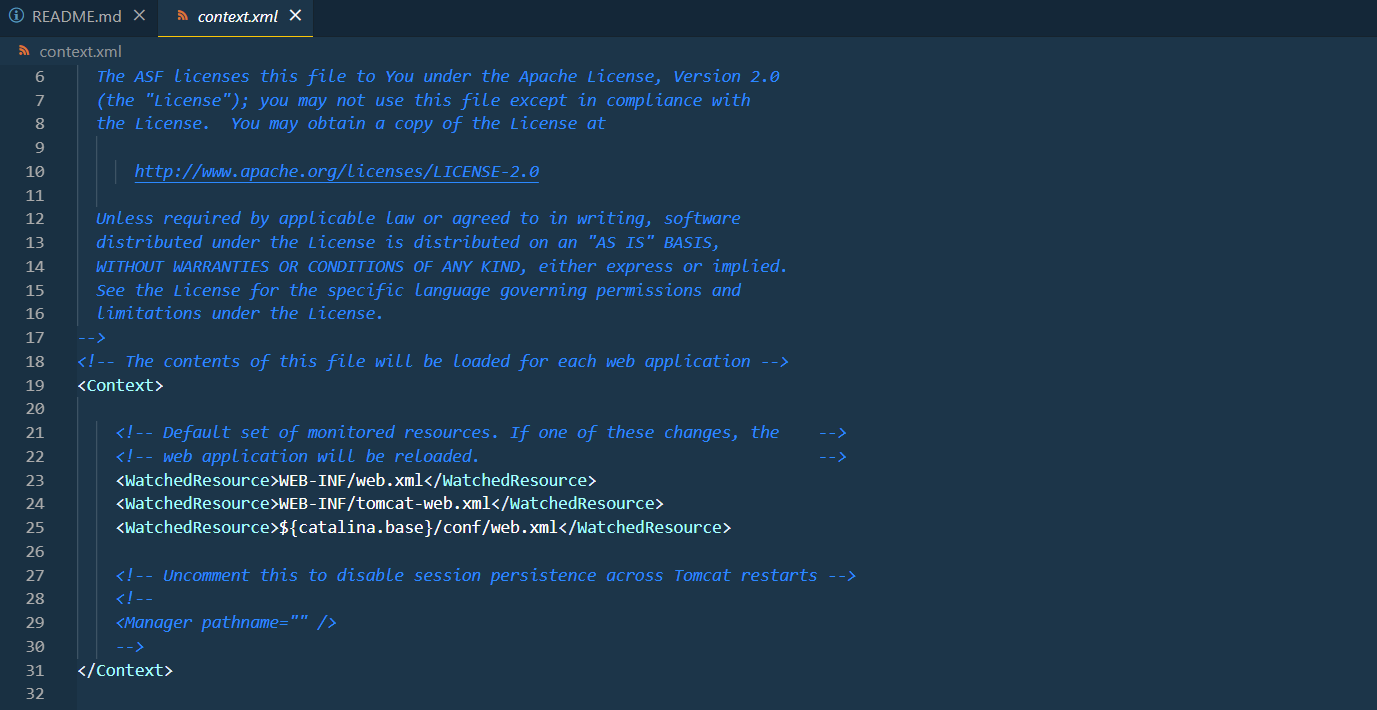 README.md
context.xml
context.xml
6 The ASF licenses this file to You under the Apache License, Version 2.0
7 (the "License"); you may not use this file except in compliance with
8 the License.  You may obtain a copy of the License at
9
10 http://www.apache.org/licenses/LICENSE-2.0
11
12 Unless required by applicable law or agreed to in writing, software
13 distributed under the License is distributed on an "AS IS" BASIS,
14 WITHOUT WARRANTIES OR CONDITIONS OF ANY KIND, either express or implied.
15 See the License for the specific language governing permissions and
16 limitations under the License.
17 -->
18 <!-- The contents of this file will be loaded for each web application -->
19 <Context>
20
21 <!-- Default set of monitored resources. If one of these changes, the    -->
22 <!-- web application will be reloaded.                                   -->
23 <WatchedResource>WEB-INF/web.xml</WatchedResource>
24 <WatchedResource>WEB-INF/tomcat-web.xml</WatchedResource>
25 <WatchedResource>${catalina.base}/conf/web.xml</WatchedResource>
26
27 <!-- Uncomment this to disable session persistence across Tomcat restarts -->
28 <!--
29 <Manager pathname="" />
30 -->
31 </Context>
32